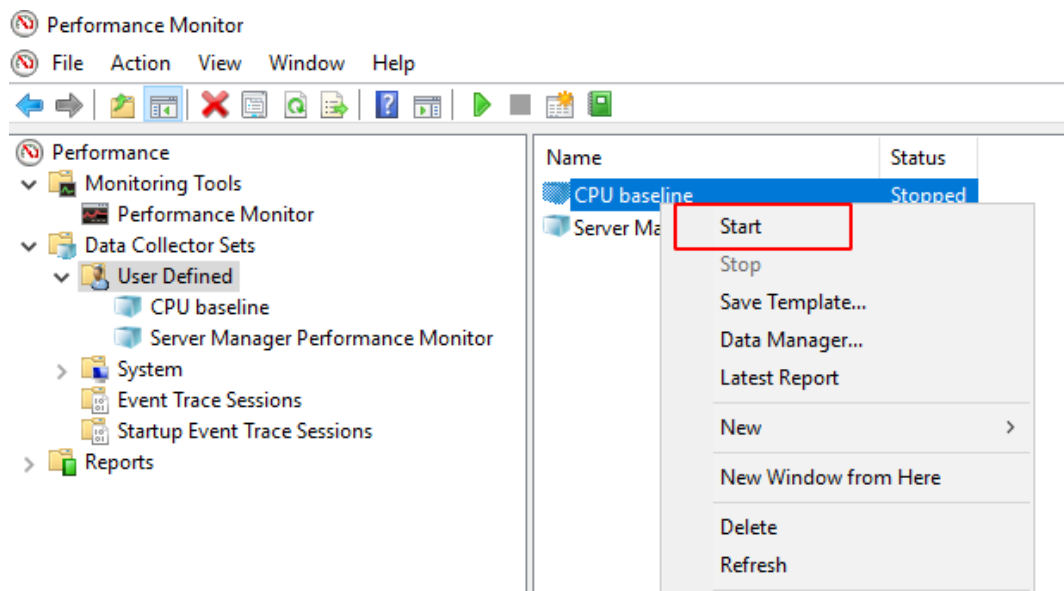 Performance Monitor
File Action View Window Help
Performance
Monitoring Tools
Performance Monitor
Data Collector Sets
User Defined
CPU baseline
Server Manager Performance Monitor
System
Event Trace Sessions
Startup Event Trace Sessions
Reports
Name Status
CPU baseline Stopped
Server Ma
Start
Stop
Save Template...
Data Manager...
Latest Report
New
New Window from Here
Delete
Refresh